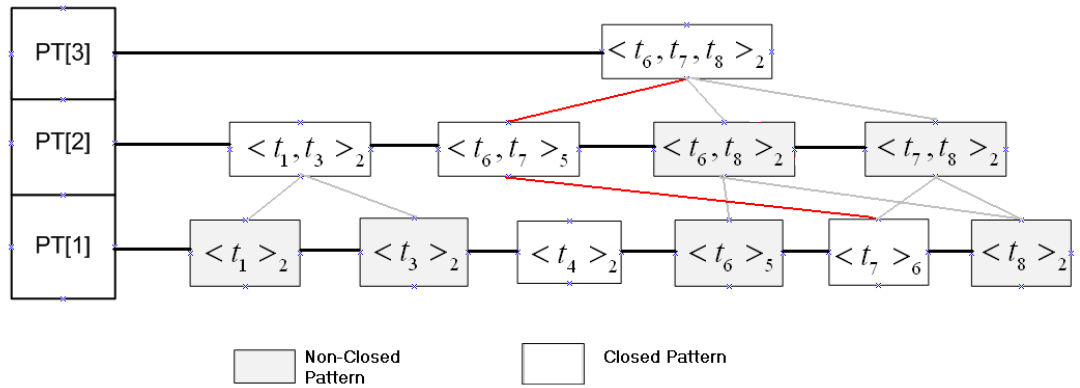 PT[3]
< t₆, t₇, t₈ >₂
PT[2]
< t₁, t₃ >₂ < t₆, t₇ >₅ < t₆, t₈ >₂ < t₇, t₈ >₂
PT[1]
< t₁ >₂ < t₃ >₂ < t₄ >₂ < t₆ >₅ < t₇ >₆ < t₈ >₂
Non-Closed
Pattern
Closed Pattern